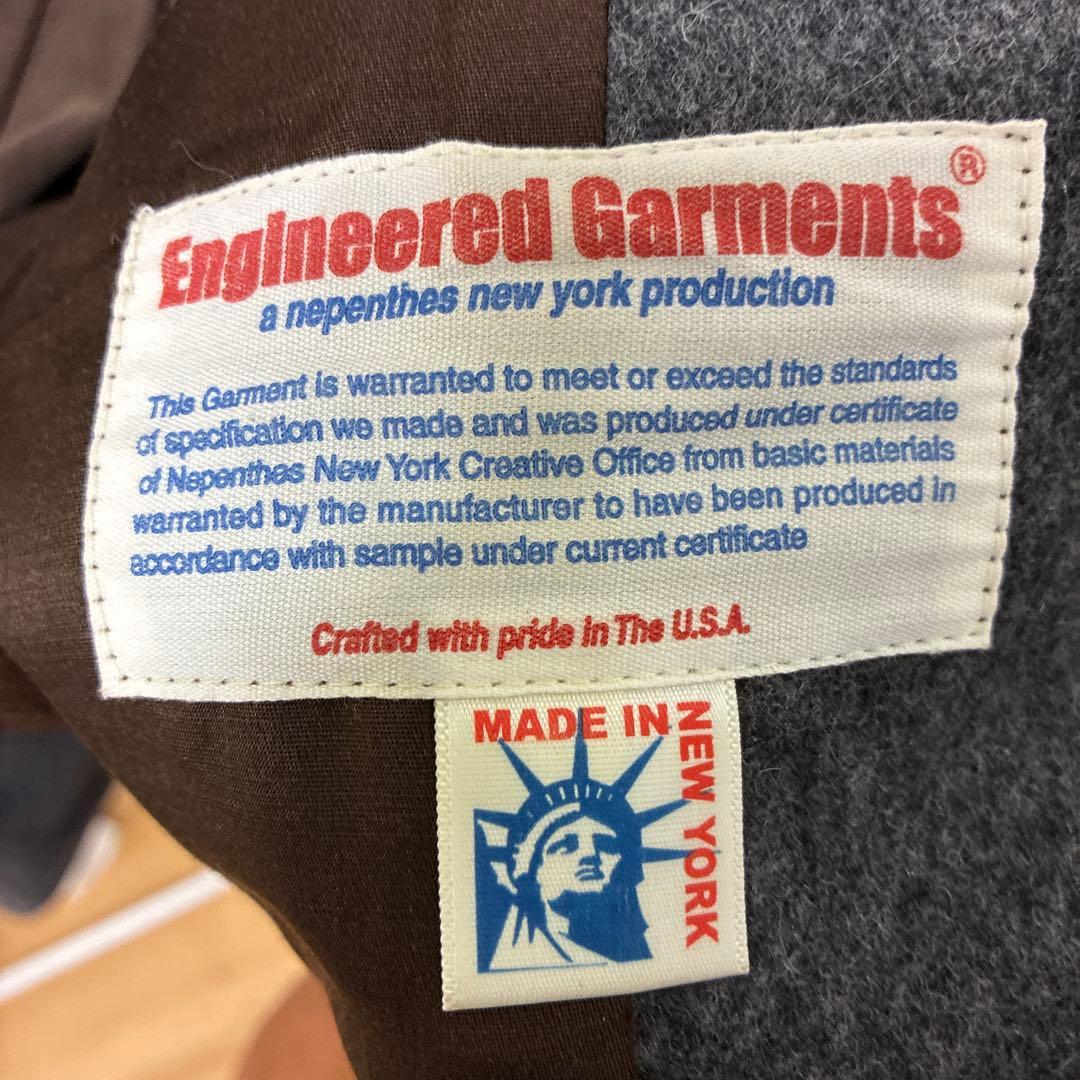 Engineered Garments®
a nepenthes new york production
This Garment is warranted to meet or exceed the standards
of specification we made and was produced under certificate
of Nepenthes New York Creative Office from basic materials
warranted by the manufacturer to have been produced in
accordance with sample under current certificate
Crafted with pride in The U.S.A.
MADE IN
NEW YORK